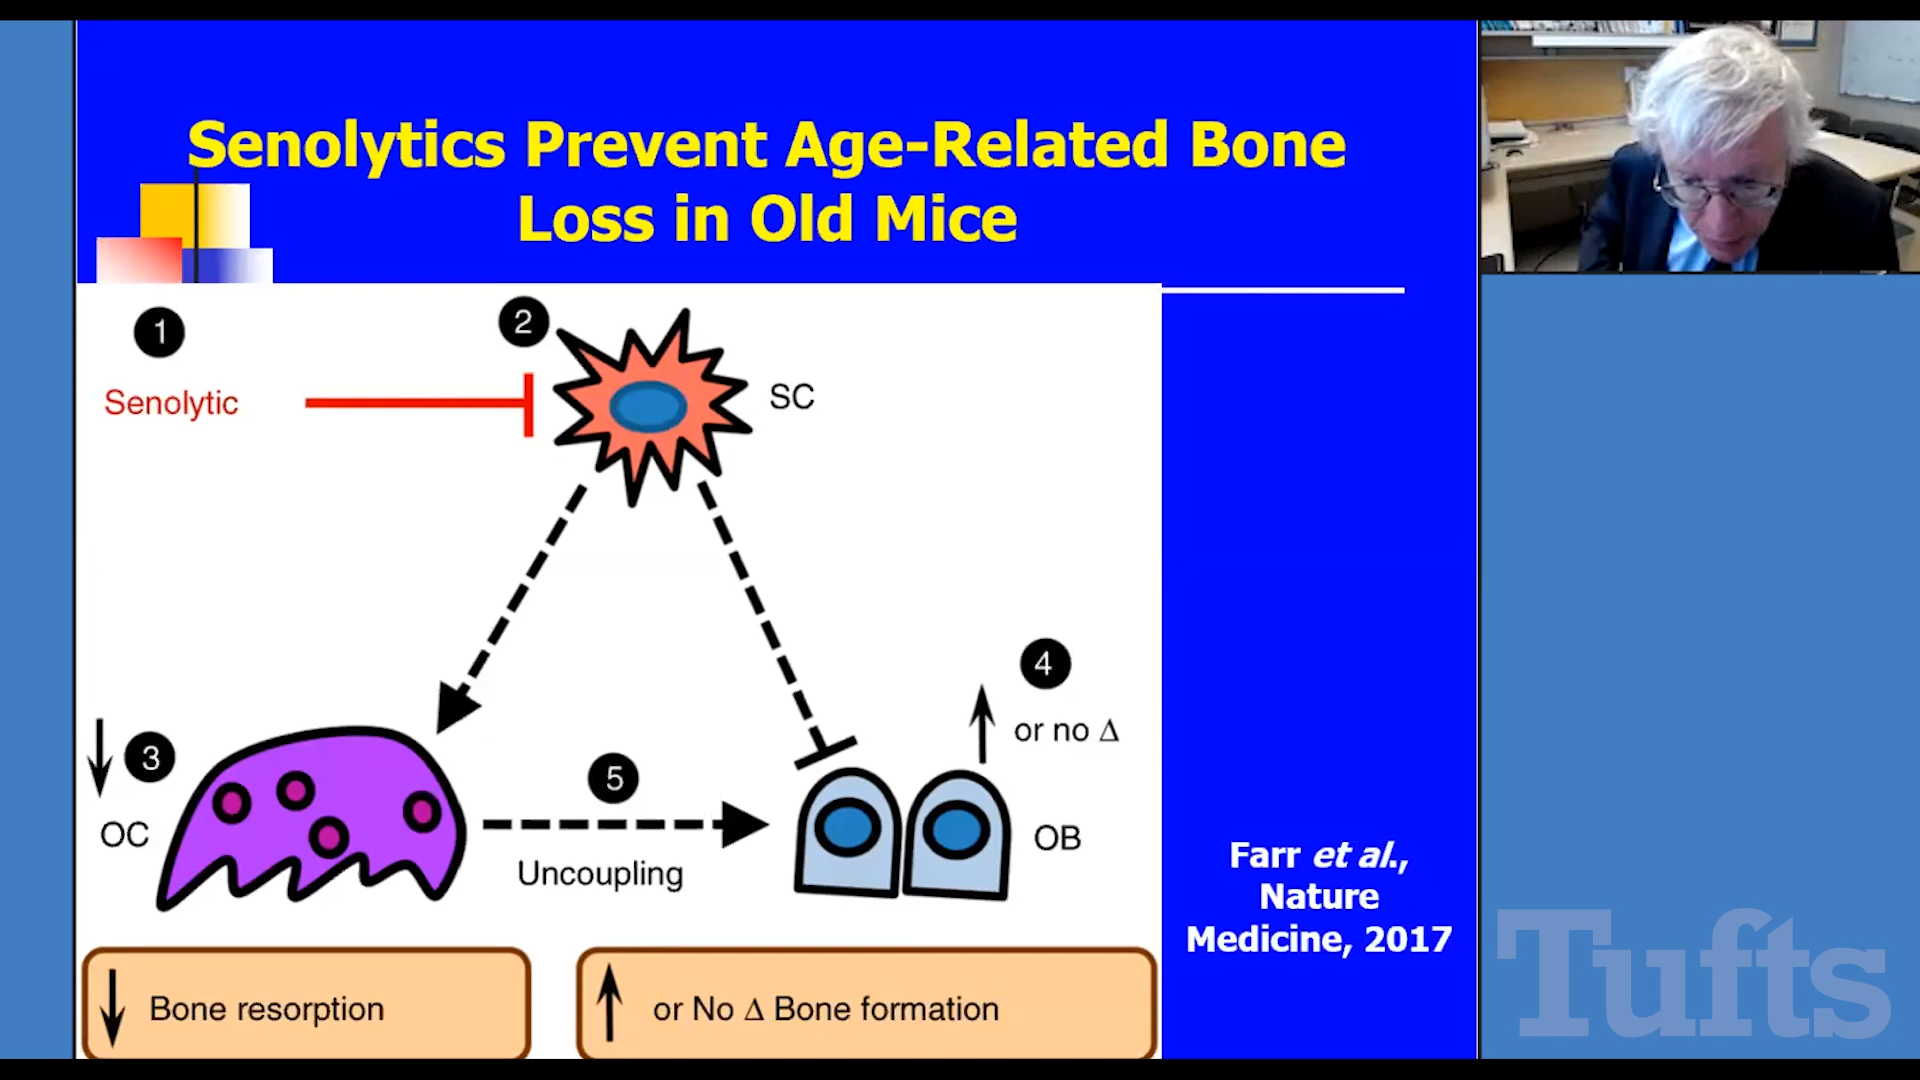 Senolytics Prevent Age-Related Bone
Loss in Old Mice
1
2
Senolytic
SC
4
or no Δ
3
5
OC
OB
Uncoupling
Farr et al.,
Nature
Medicine, 2017
Bone resorption
or No Δ Bone formation
Tufts